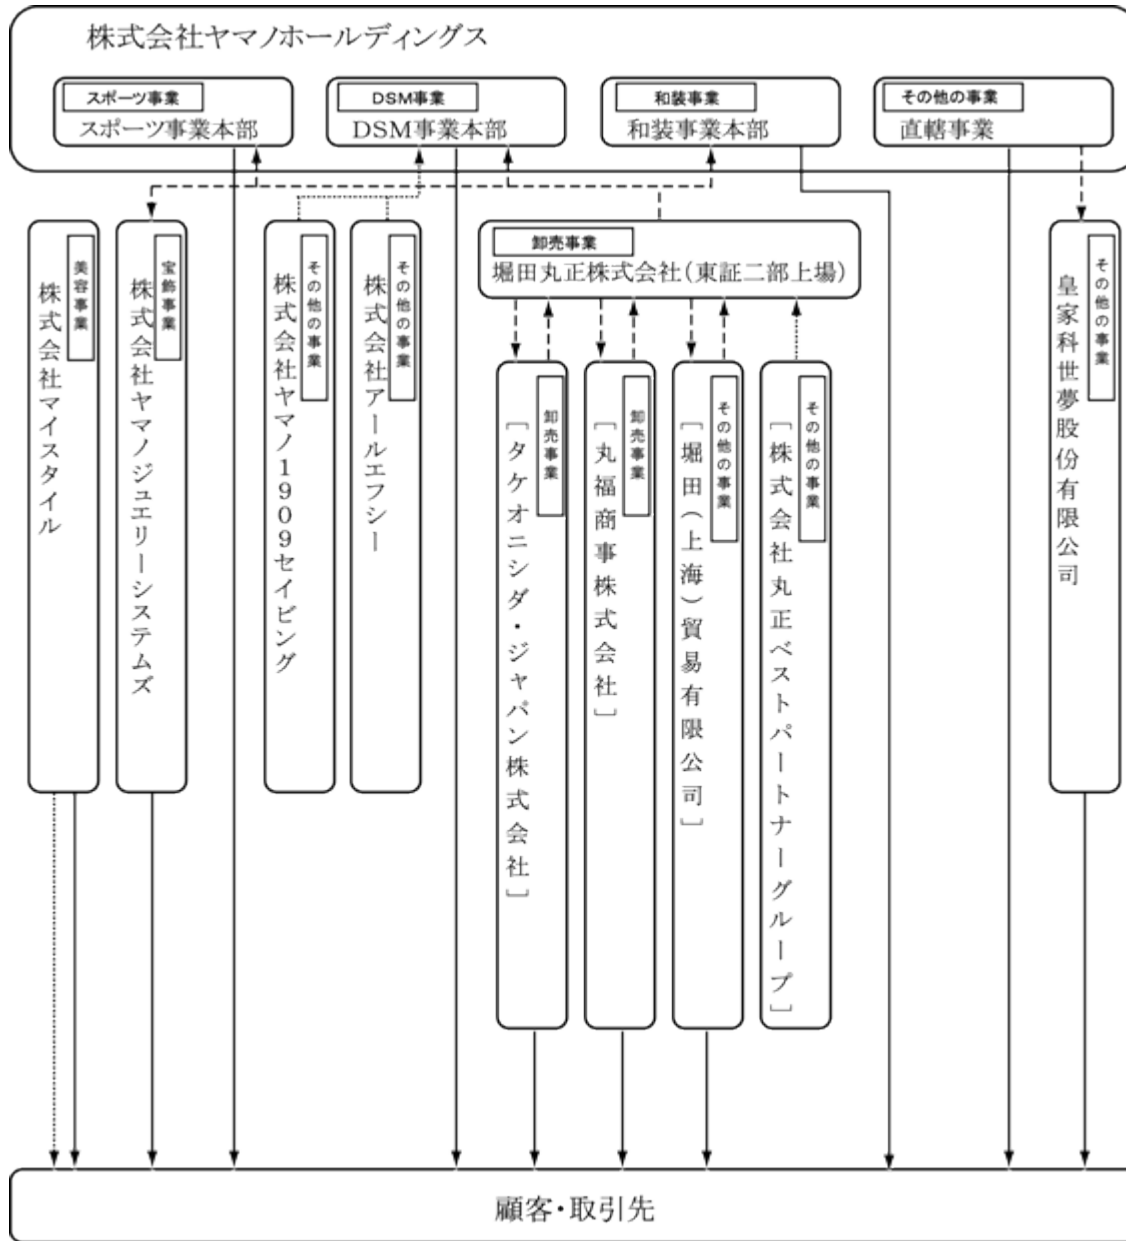 株式会社ヤマノホールディングス
スポーツ事業
スポーツ事業本部
DSM事業
DSM事業本部
和装事業
和装事業本部
その他の事業
直轄事業
美容事業
株式会社マイスタイル
宝飾事業
株式会社ヤマノジュエリーシステムズ
その他の事業
株式会社ヤマノ1909セイビング
その他の事業
株式会社アールエフシー
卸売事業
堀田丸正株式会社(東証二部上場)
卸売事業
[タケオニシダ・ジャパン株式会社]
卸売事業
[丸福商事株式会社]
その他の事業
[堀田(上海)貿易有限公司]
その他の事業
[株式会社丸正ベストパートナーグループ]
その他の事業
皇家科世夢股份有限公司
顧客・取引先